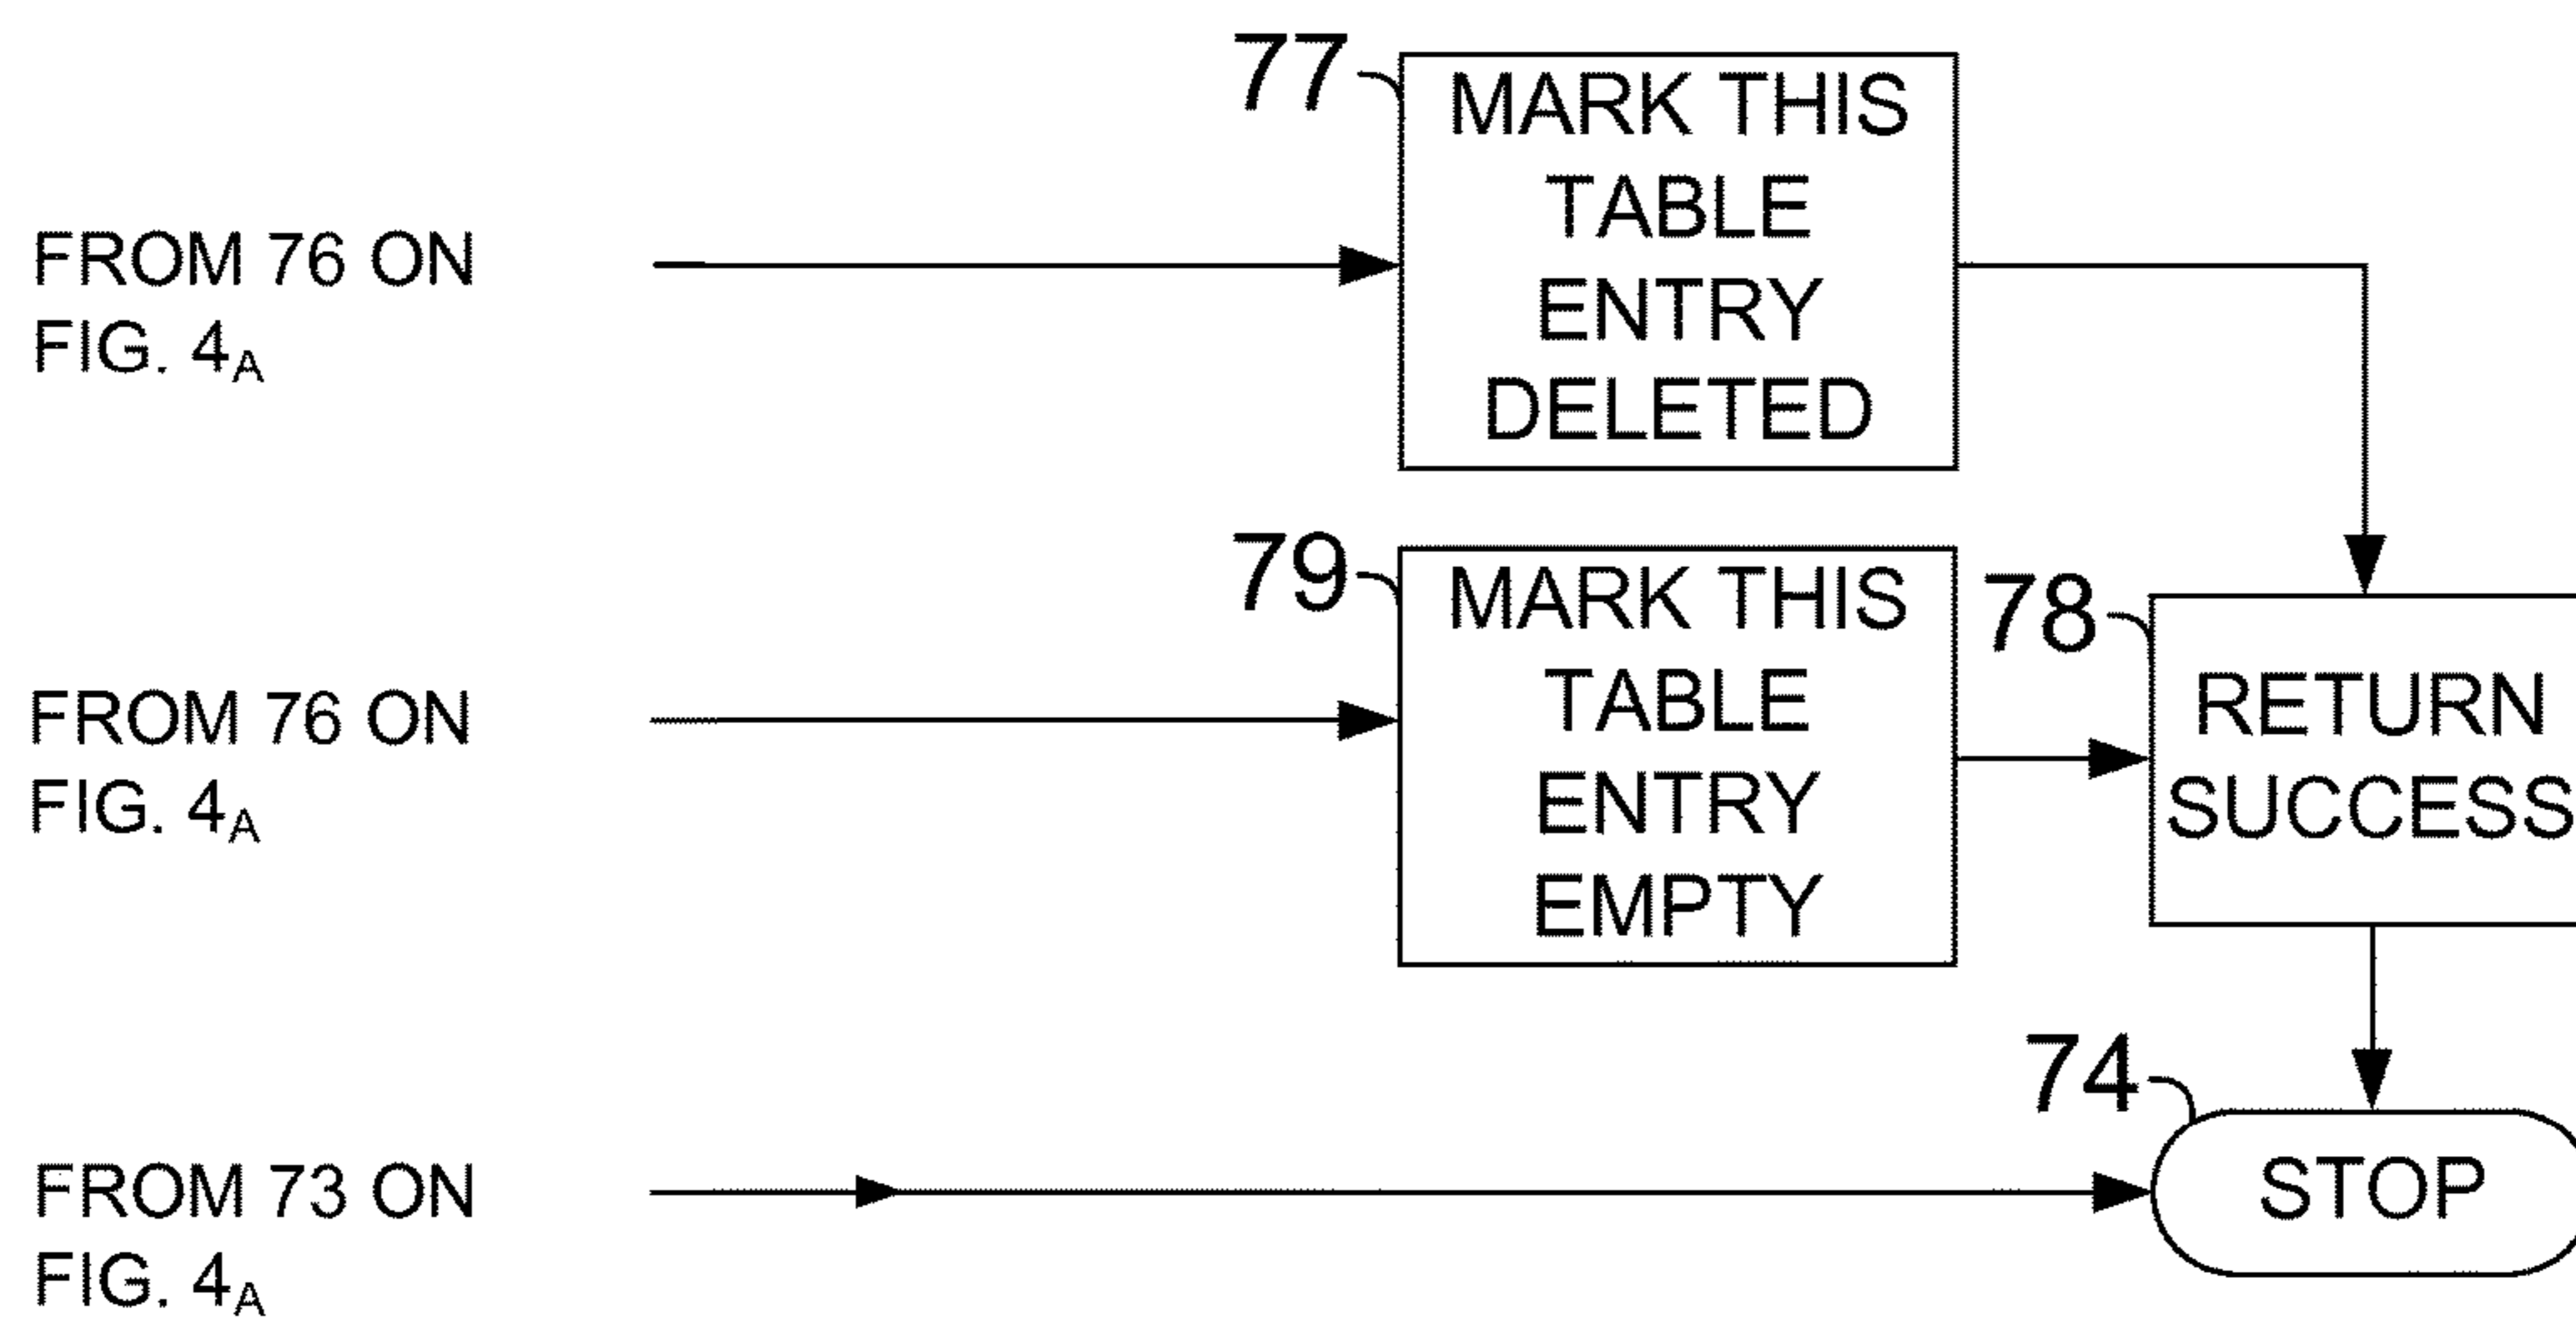 77
MARK THIS
TABLE
ENTRY
DELETED
FROM 76 ON
FIG. 4A
79
MARK THIS
TABLE
ENTRY
EMPTY
78
RETURN
SUCCESS
FROM 76 ON
FIG. 4A
74
STOP
FROM 73 ON
FIG. 4A